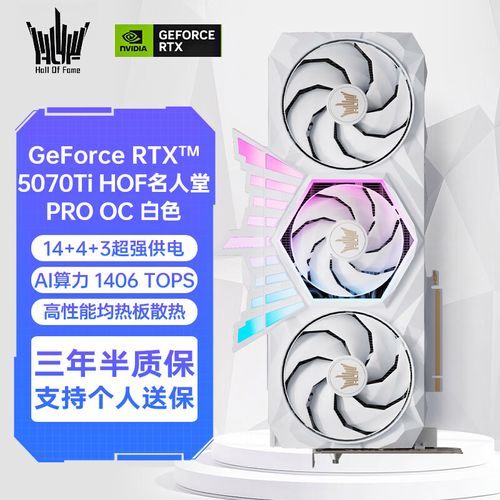 HOF
Hall Of Fame
NVIDIA
GEFORCE
RTX
GeForce RTX™
5070Ti HOF名人堂
PRO OC 白色
14+4+3超强供电
AI算力 1406 TOPS
高性能均热板散热
三年半质保
支持个人送保